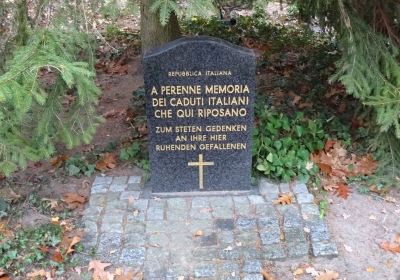 REPUBBLICA ITALIANA
A PERENNE MEMORIA
DEI CADUTI ITALIANI
CHE QUI RIPOSANO
ZUM STETEN GEDENKEN
AN IHRE HIER
RUHENDEN GEFALLENEN